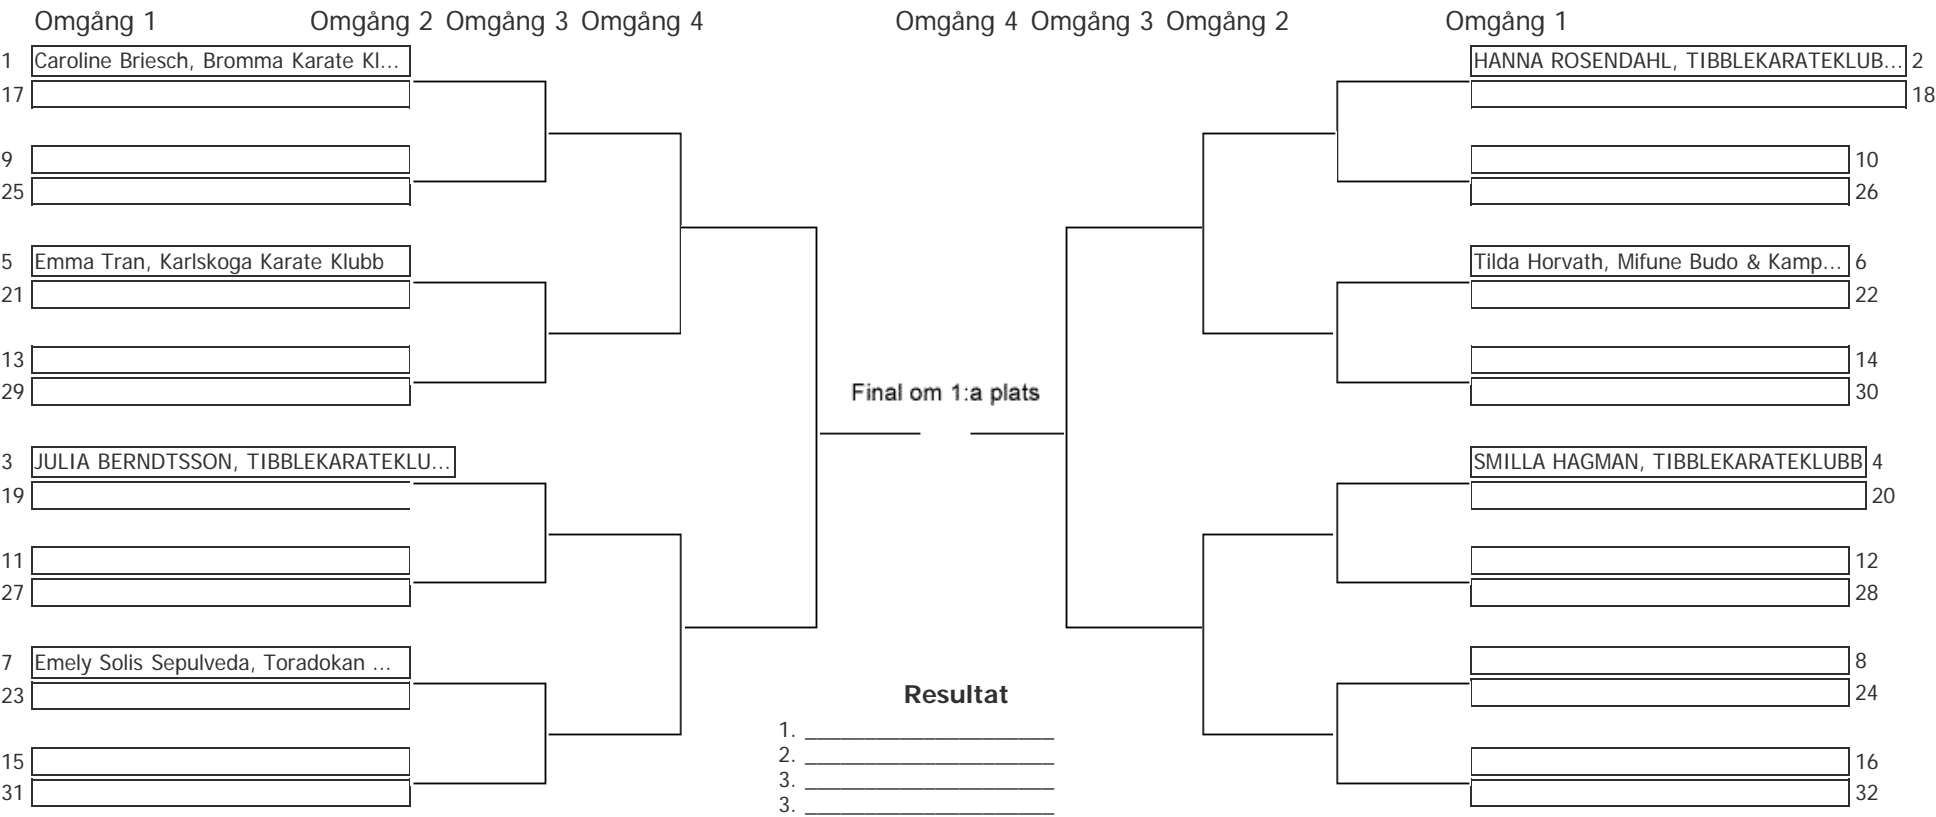 Omgång 1 Omgång 2 Omgång 3 Omgång 4 Omgång 4 Omgång 3 Omgång 2 Omgång 1
1 Caroline Briesch, Bromma Karate Kl...
17
9
25
5 Emma Tran, Karlskoga Karate Klubb
21
13
29
3 JULIA BERNDTSSON, TIBBLEKARATEKLU...
19
11
27
7 Emely Solis Sepulveda, Toradokan ...
23
15
31
Final om 1:a plats
Resultat
1. ____________________
2. ____________________
3. ____________________
3. ____________________
HANNA ROSENDAHL, TIBBLEKARATEKLUB... 2
18
10
26
Tilda Horvath, Mifune Budo & Kamp... 6
22
14
30
SMILLA HAGMAN, TIBBLEKARATEKLUBB 4
20
12
28
8
24
16
32